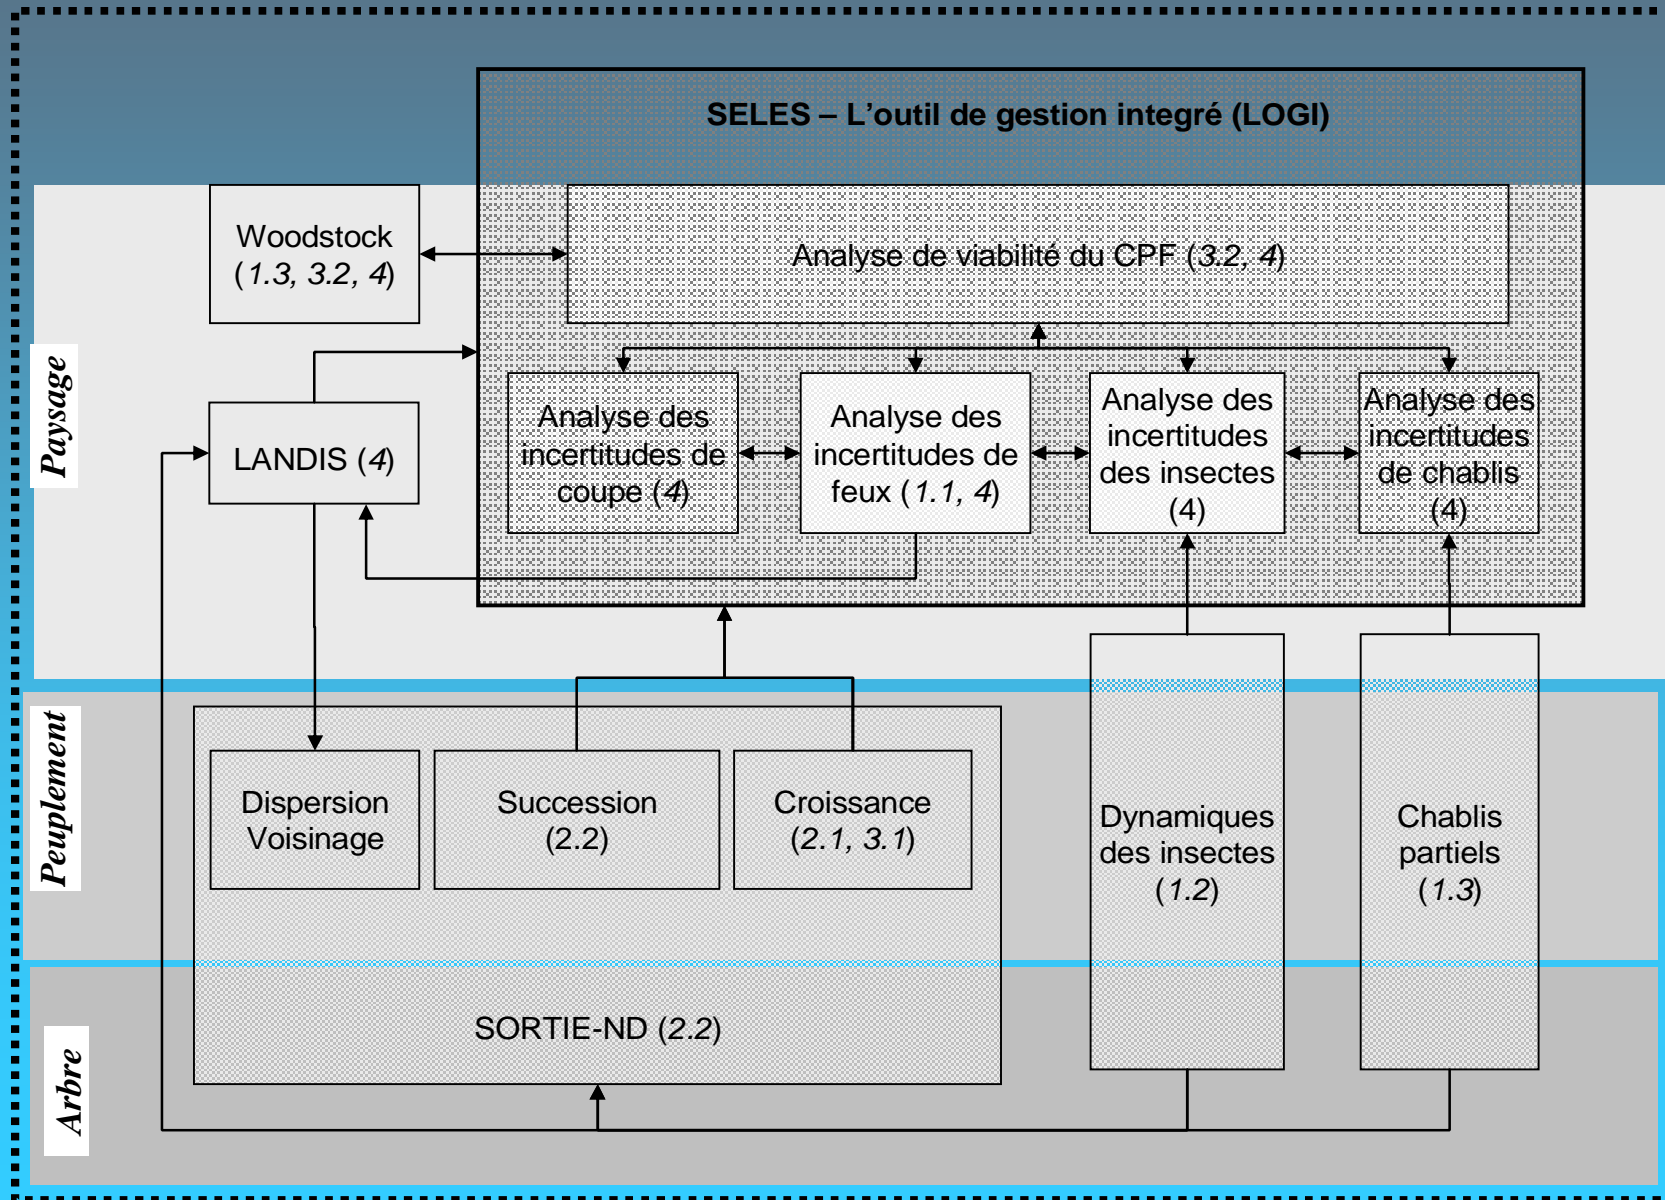 SELES – L'outil de gestion integré (LOGI)
Paysage
Woodstock
(1.3, 3.2, 4)
Analyse de viabilité du CPF (3.2, 4)
LANDIS (4)
Analyse des
incertitudes de
coupe (4)
Analyse des
incertitudes de
feux (1.1, 4)
Analyse des
incertitudes
des insectes
(4)
Analyse des
incertitudes
de chablis
(4)
Peuplement
Dispersion
Voisinage
Succession
(2.2)
Croissance
(2.1, 3.1)
Dynamiques
des insectes
(1.2)
Chablis
partiels
(1.3)
Arbre
SORTIE-ND (2.2)